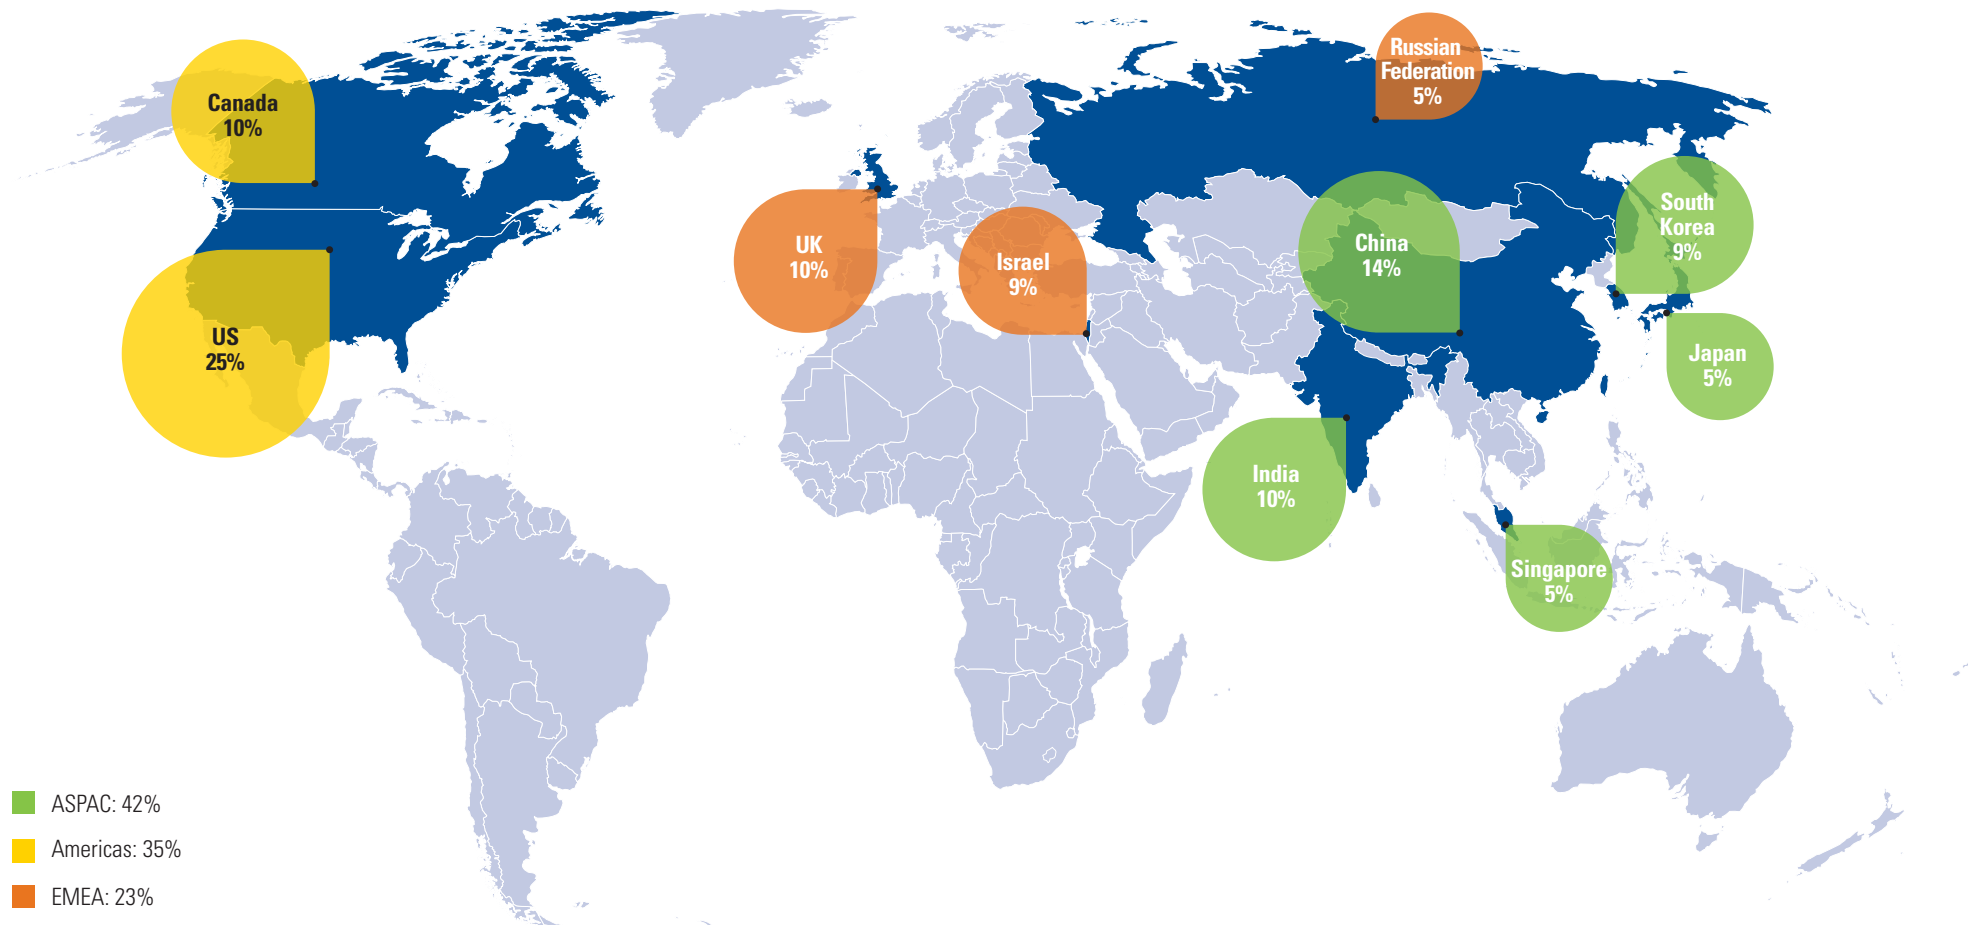 Canada
10%
US
25%
UK
10%
Israel
9%
Russian
Federation
5%
China
14%
South
Korea
9%
Japan
5%
India
10%
Singapore
5%
ASPAC: 42%
Americas: 35%
EMEA: 23%